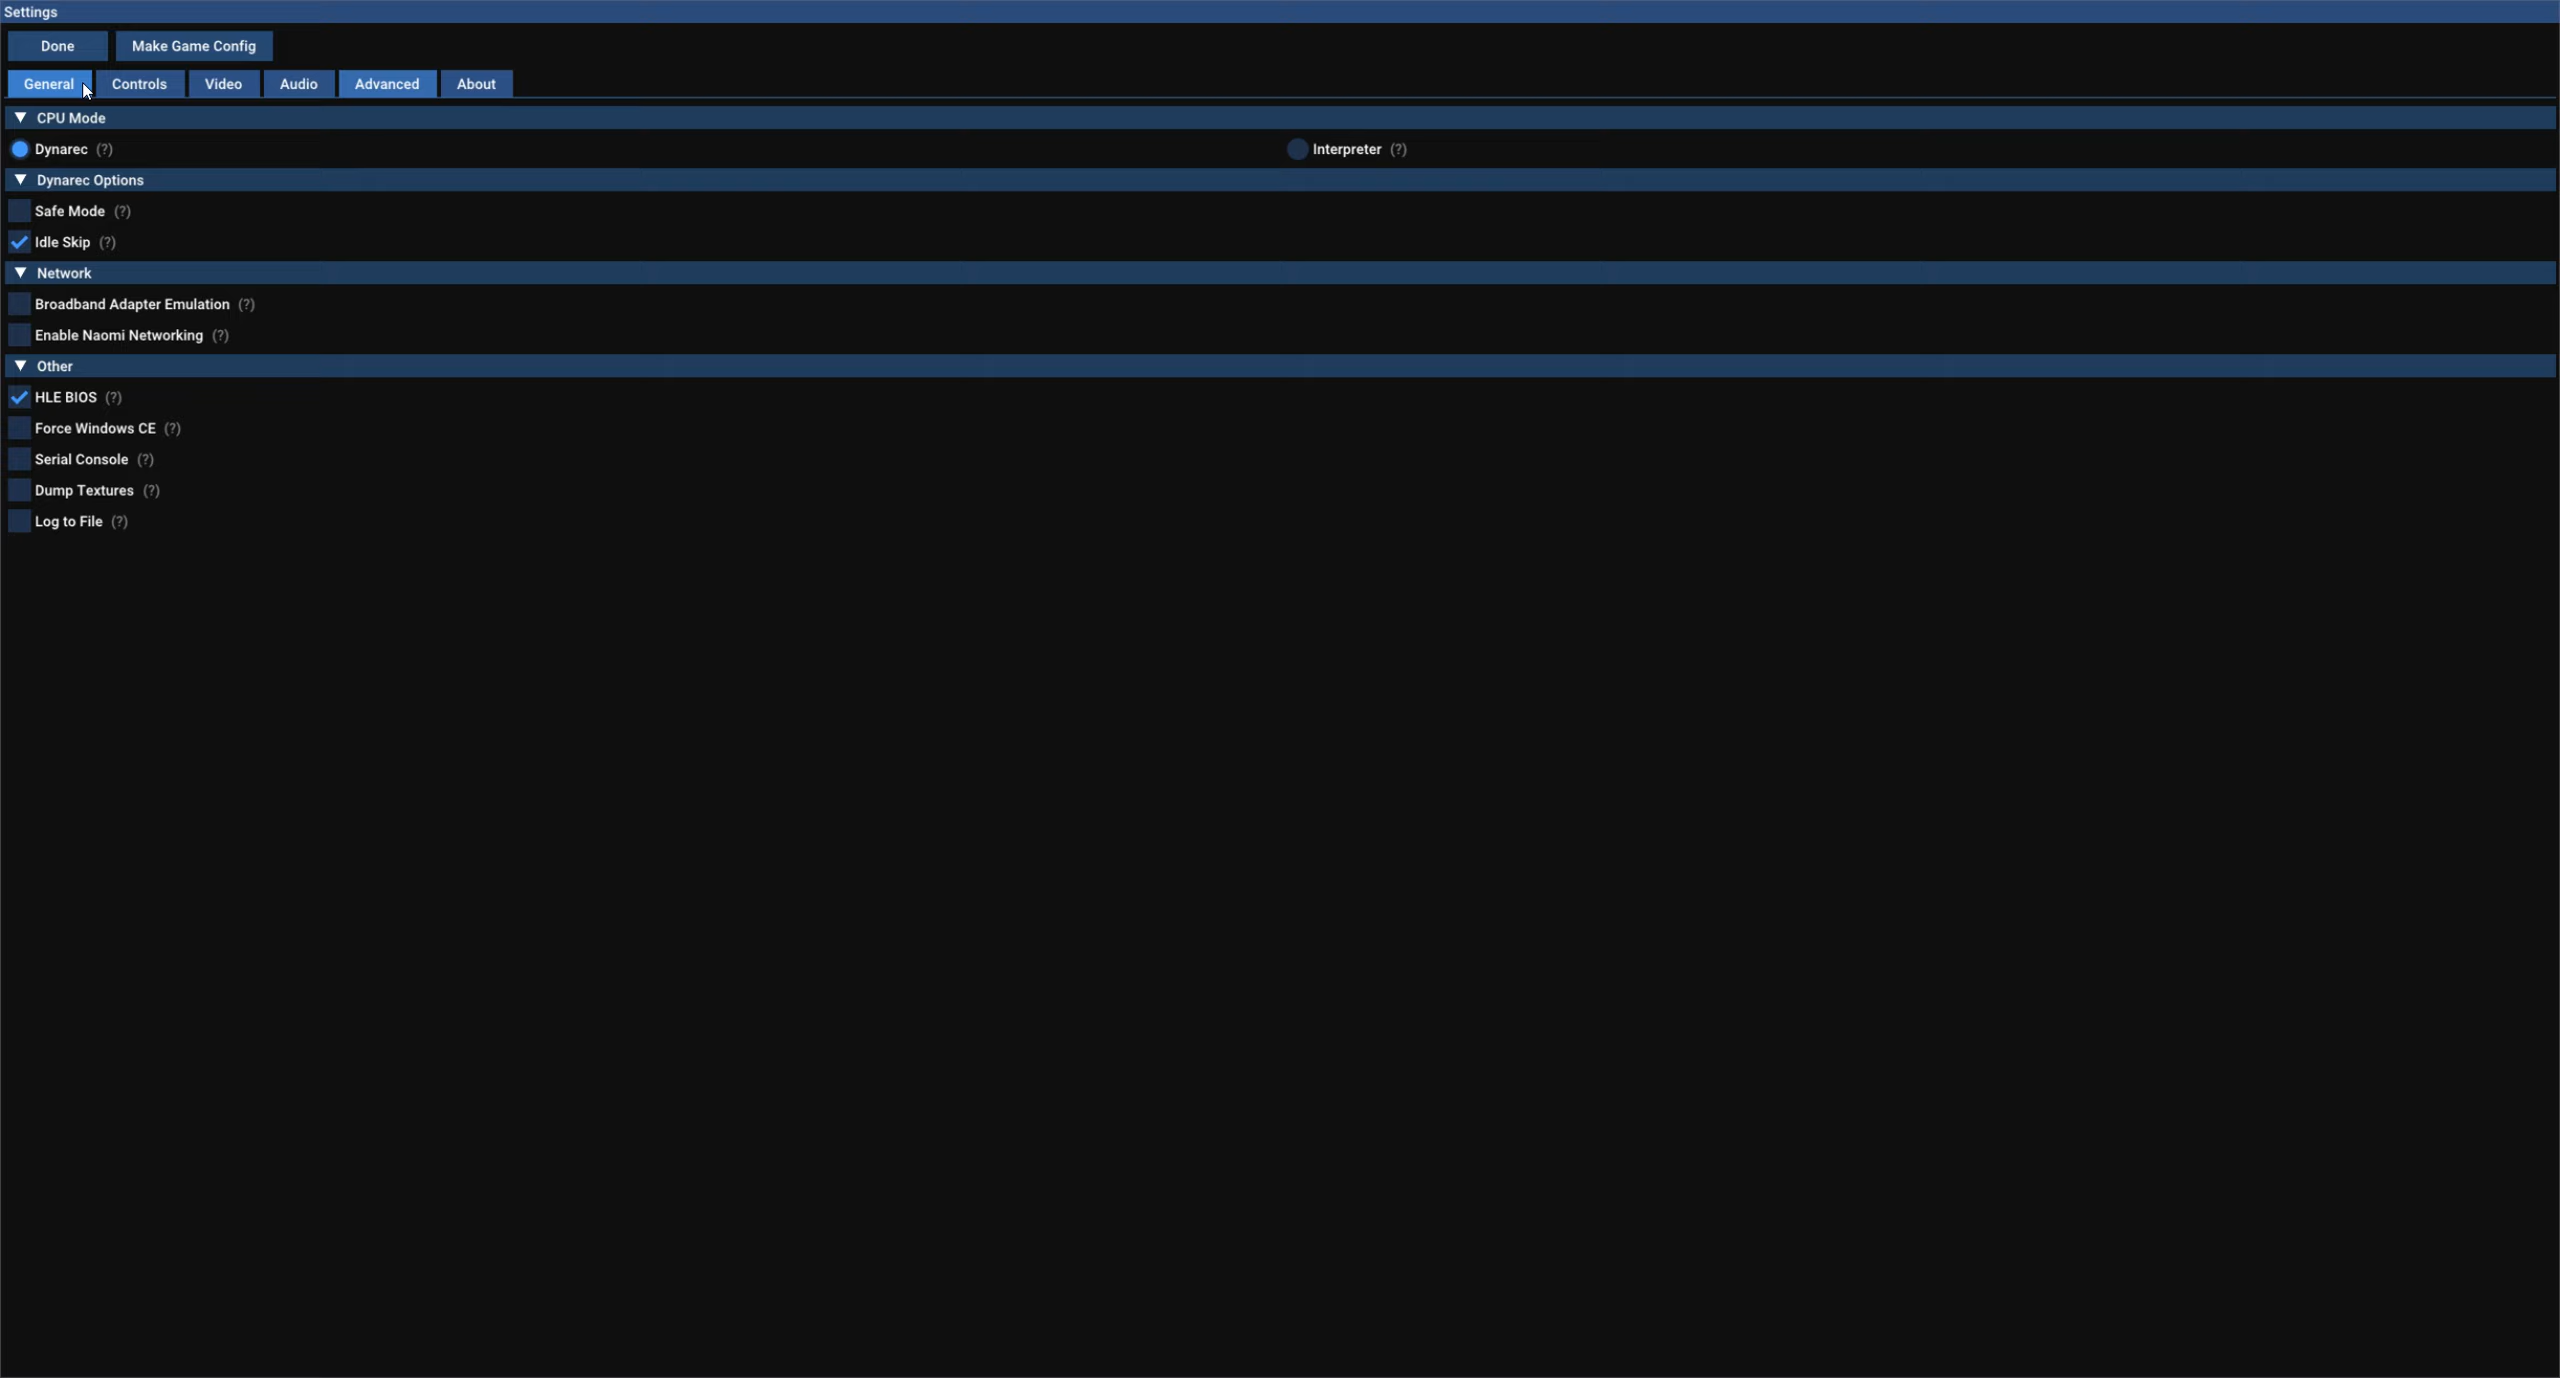 Settings
Done Make Game Config
General Controls Video Audio Advanced About
CPU Mode
Dynarec (?) Interpreter (?)
Dynarec Options
Safe Mode (?)
Idle Skip (?)
Network
Broadband Adapter Emulation (?)
Enable Naomi Networking (?)
Other
HLE BIOS (?)
Force Windows CE (?)
Serial Console (?)
Dump Textures (?)
Log to File (?)